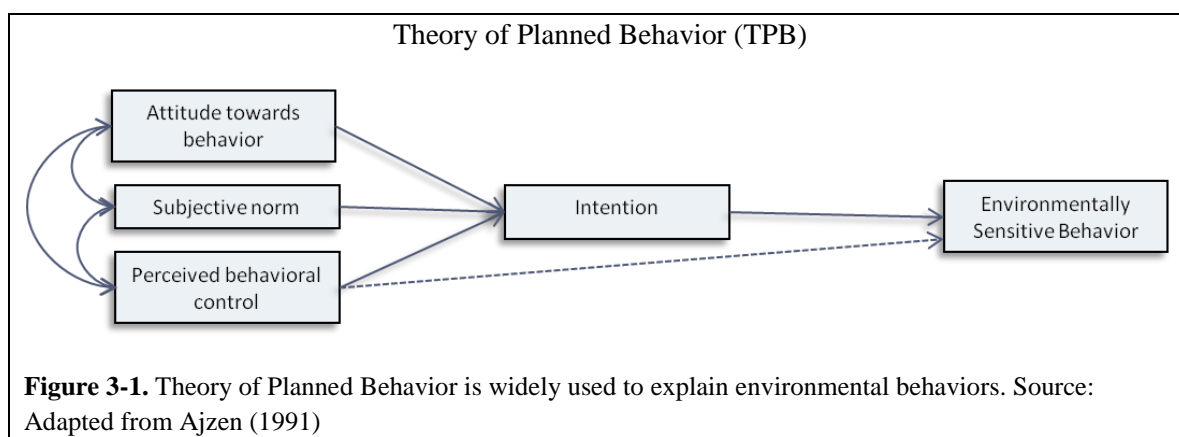 Theory of Planned Behavior (TPB)
Attitude towards
behavior
Subjective norm
Perceived behavioral
control
Intention
Environmentally
Sensitive Behavior
Figure 3-1. Theory of Planned Behavior is widely used to explain environmental behaviors. Source:
Adapted from Ajzen (1991)